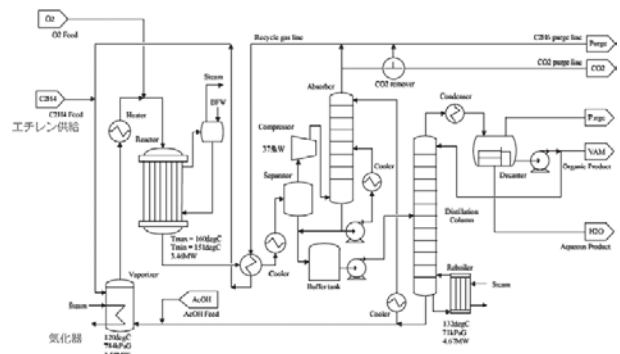 O2
O2 Feed
Recycle gas line
C2H6 purge line
Purge
CO2 purge line
CO2
CO2 remover
C2H4
C2H4 Feed
エチレン供給
Steam
BFW
Heater
Reactor
Absorber
Compressor
375kW
Separator
Cooler
Condenser
Purge
VAM
Organic Product
Decanter
Tmax = 160degC
Tmin = 151degC
3.46MW
Cooler
Buffer tank
Distillation
Column
H2O
Aqueous Product
Vaporizer
Steam
AcOH
AcOH Feed
Cooler
Reboiler
Steam
気化器
120degC
784kPaG
132degC
71kPaG
4.67MW